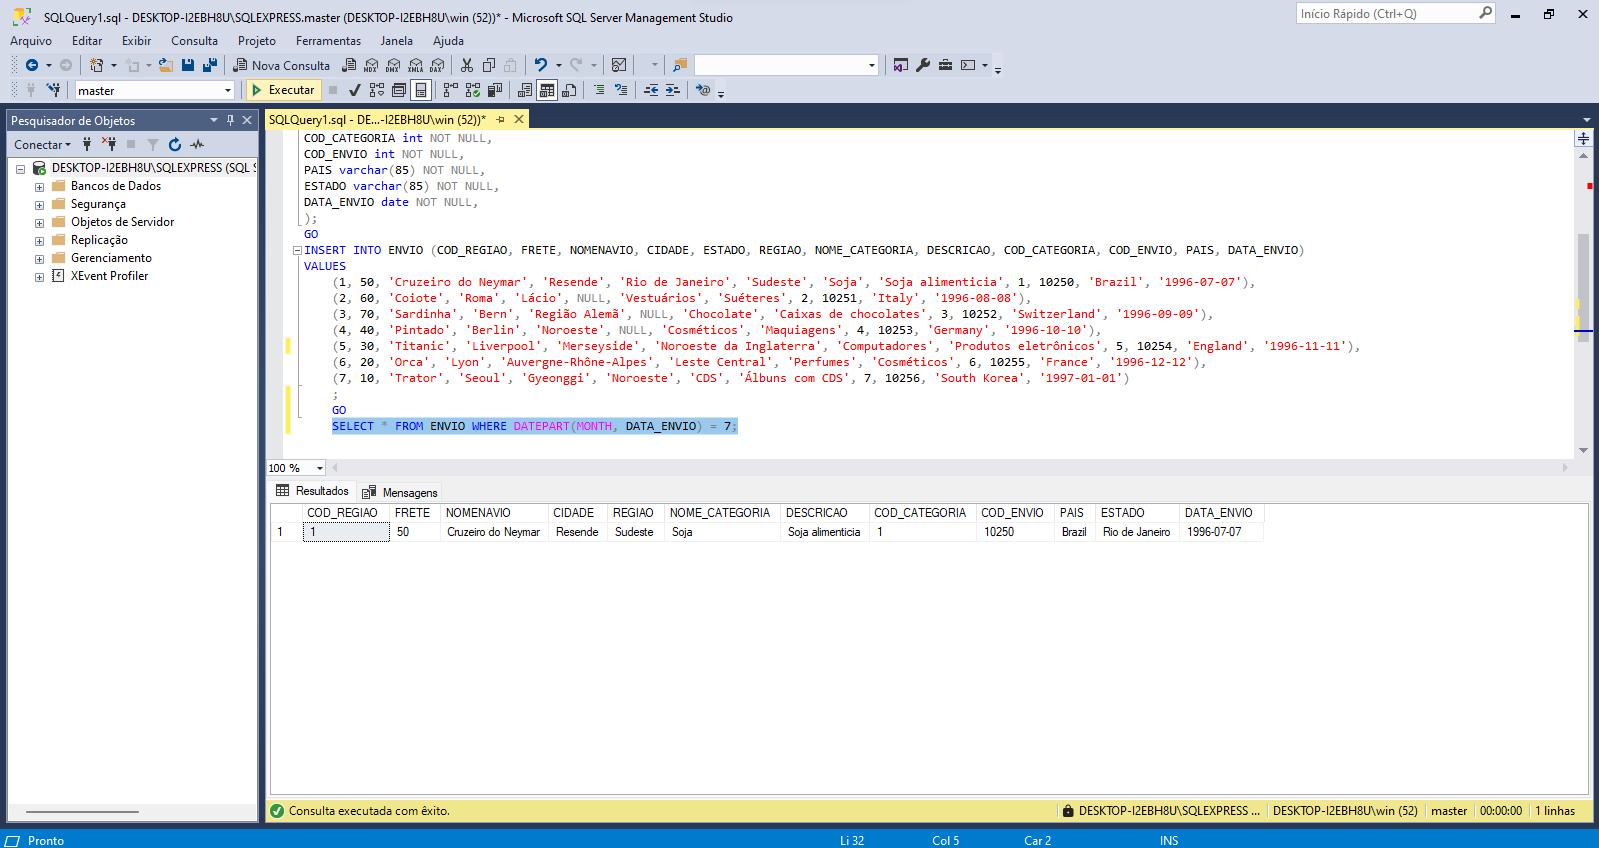 SQLQuery1.sql - DESKTOP-I2EBH8U\SQLEXPRESS.master (DESKTOP-I2EBH8U\win (52))* - Microsoft SQL Server Management Studio
Início Rápido (Ctrl+Q)
Arquivo Editar Exibir Consulta Projeto Ferramentas Janela Ajuda
Nova Consulta MDX DMX XMLA DAX
master Executar
Pesquisador de Objetos
Conectar
DESKTOP-I2EBH8U\SQLEXPRESS (SQL S
Bancos de Dados
Segurança
Objetos de Servidor
Replicação
Gerenciamento
XEvent Profiler
SQLQuery1.sql - DE...-I2EBH8U\win (52))*
COD_CATEGORIA int NOT NULL,
COD_ENVIO int NOT NULL,
PAIS varchar(85) NOT NULL,
ESTADO varchar(85) NOT NULL,
DATA_ENVIO date NOT NULL,
);
GO
INSERT INTO ENVIO (COD_REGIAO, FRETE, NOMENAVIO, CIDADE, ESTADO, REGIAO, NOME_CATEGORIA, DESCRICAO, COD_CATEGORIA, COD_ENVIO, PAIS, DATA_ENVIO)
VALUES
(1, 50, 'Cruzeiro do Neymar', 'Resende', 'Rio de Janeiro', 'Sudeste', 'Soja', 'Soja alimenticia', 1, 10250, 'Brazil', '1996-07-07'),
(2, 60, 'Coiote', 'Roma', 'Lácio', NULL, 'Vestuários', 'Suéteres', 2, 10251, 'Italy', '1996-08-08'),
(3, 70, 'Sardinha', 'Bern', 'Região Alemã', NULL, 'Chocolate', 'Caixas de chocolates', 3, 10252, 'Switzerland', '1996-09-09'),
(4, 40, 'Pintado', 'Berlin', 'Noroeste', NULL, 'Cosméticos', 'Maquiagens', 4, 10253, 'Germany', '1996-10-10'),
(5, 30, 'Titanic', 'Liverpool', 'Merseyside', 'Noroeste da Inglaterra', 'Computadores', 'Produtos eletrônicos', 5, 10254, 'England', '1996-11-11'),
(6, 20, 'Orca', 'Lyon', 'Auvergne-Rhône-Alpes', 'Leste Central', 'Perfumes', 'Cosméticos', 6, 10255, 'France', '1996-12-12'),
(7, 10, 'Trator', 'Seoul', 'Gyeonggi', 'Noroeste', 'CDS', 'Álbuns com CDS', 7, 10256, 'South Korea', '1997-01-01')
;
GO
SELECT * FROM ENVIO WHERE DATEPART(MONTH, DATA_ENVIO) = 7;
100 %
Resultados Mensagens
COD_REGIAO FRETE NOMENAVIO CIDADE REGIAO NOME_CATEGORIA DESCRICAO COD_CATEGORIA COD_ENVIO PAIS ESTADO DATA_ENVIO
1 1 50 Cruzeiro do Neymar Resende Sudeste Soja Soja alimenticia 1 10250 Brazil Rio de Janeiro 1996-07-07
Consulta executada com êxito. DESKTOP-I2EBH8U\SQLEXPRESS ... DESKTOP-I2EBH8U\win (52) master 00:00:00 1 linhas
Pronto Li 32 Col 5 Car 2 INS